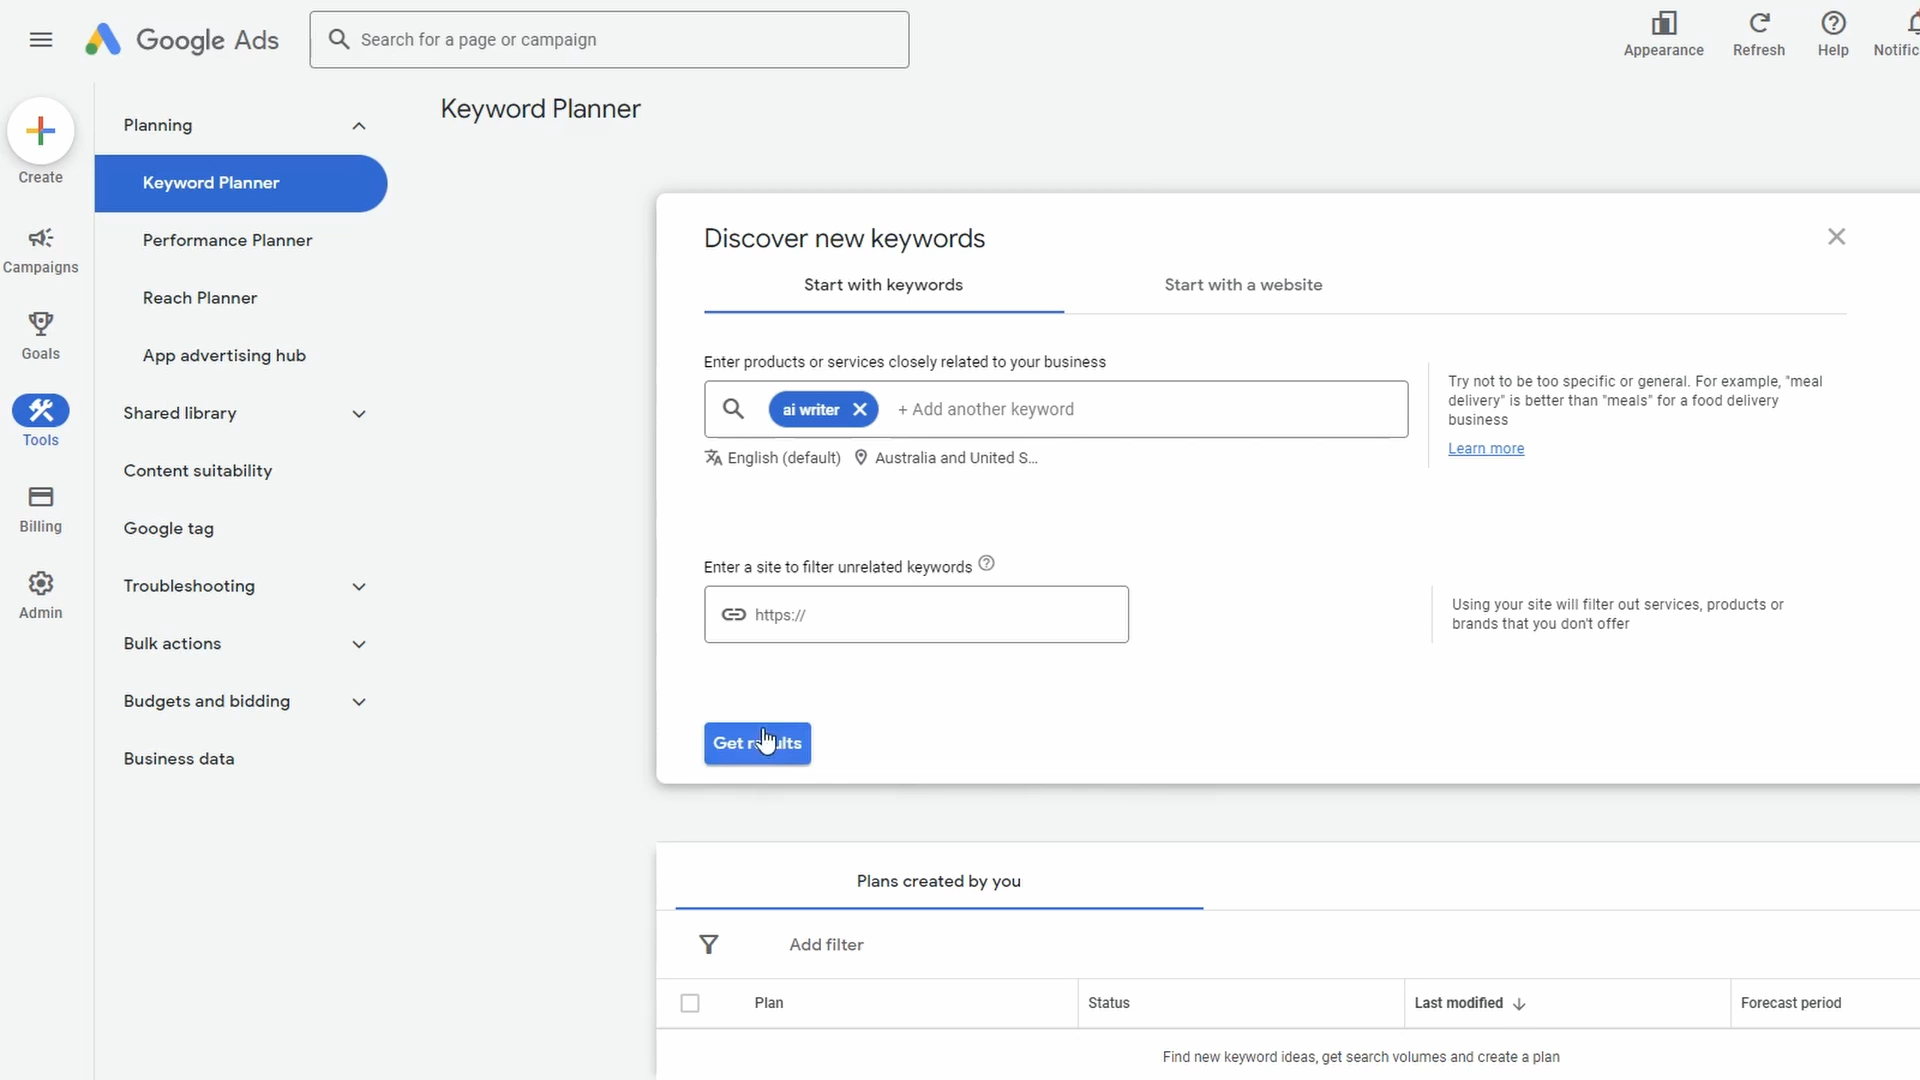 Google Ads
Search for a page or campaign
Appearance
Refresh
Help
Notific
Create
Campaigns
Goals
Tools
Billing
Admin
Planning
Keyword Planner
Performance Planner
Reach Planner
App advertising hub
Shared library
Content suitability
Google tag
Troubleshooting
Bulk actions
Budgets and bidding
Business data
Keyword Planner
Discover new keywords
Start with keywords
Start with a website
Enter products or services closely related to your business
ai writer
+ Add another keyword
English (default)
Australia and United S...
Try not to be too specific or general. For example, "meal
delivery" is better than "meals" for a food delivery
business
Learn more
Enter a site to filter unrelated keywords
https://
Using your site will filter out services, products or
brands that you don't offer
Get results
Plans created by you
Add filter
Plan
Status
Last modified
Forecast period
Find new keyword ideas, get search volumes and create a plan